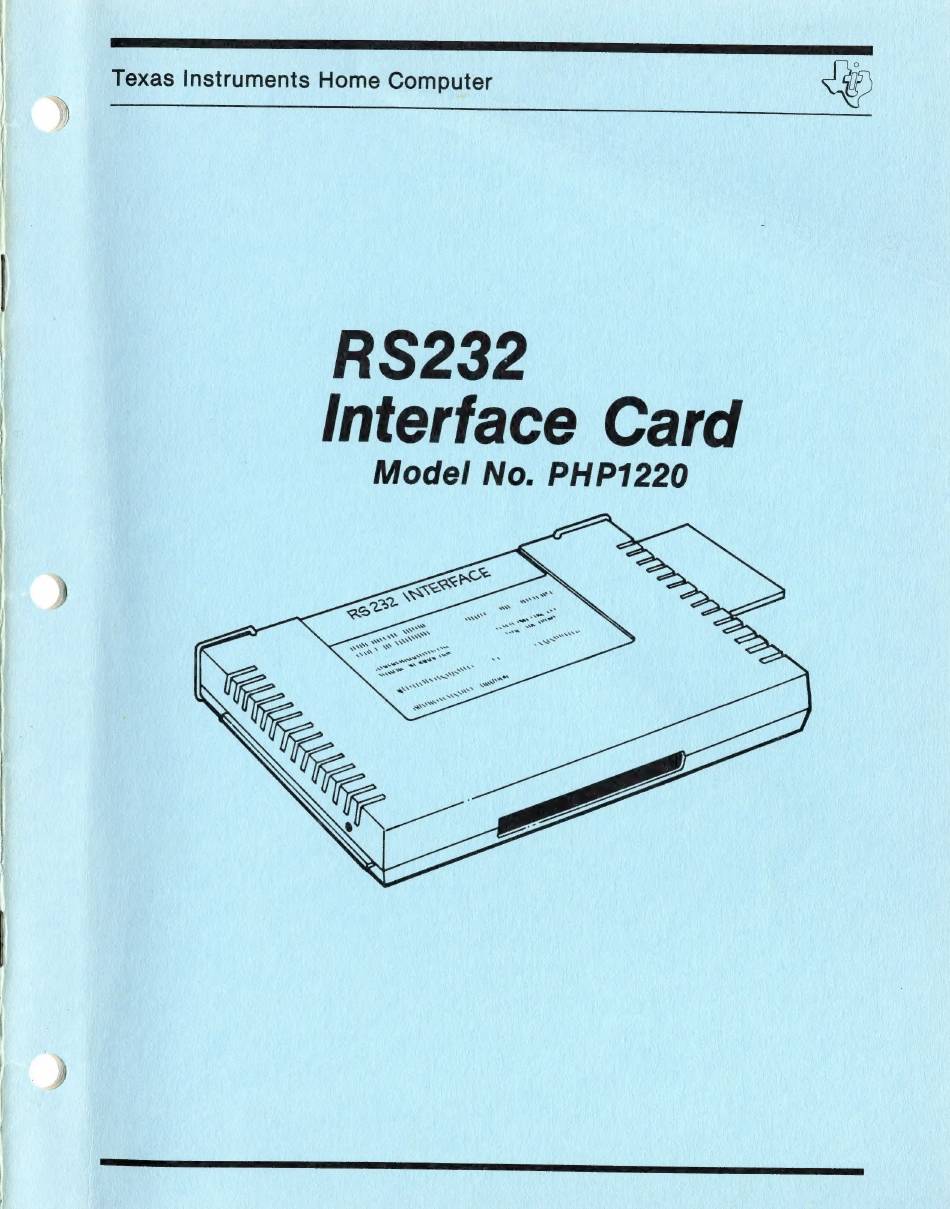 Texas Instruments Home Computer
RS232
Interface Card
Model No. PHP1220
RS232 INTERFACE